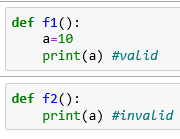 def f1():
    a=10
    print(a) #valid
def f2():
    print(a) #invalid